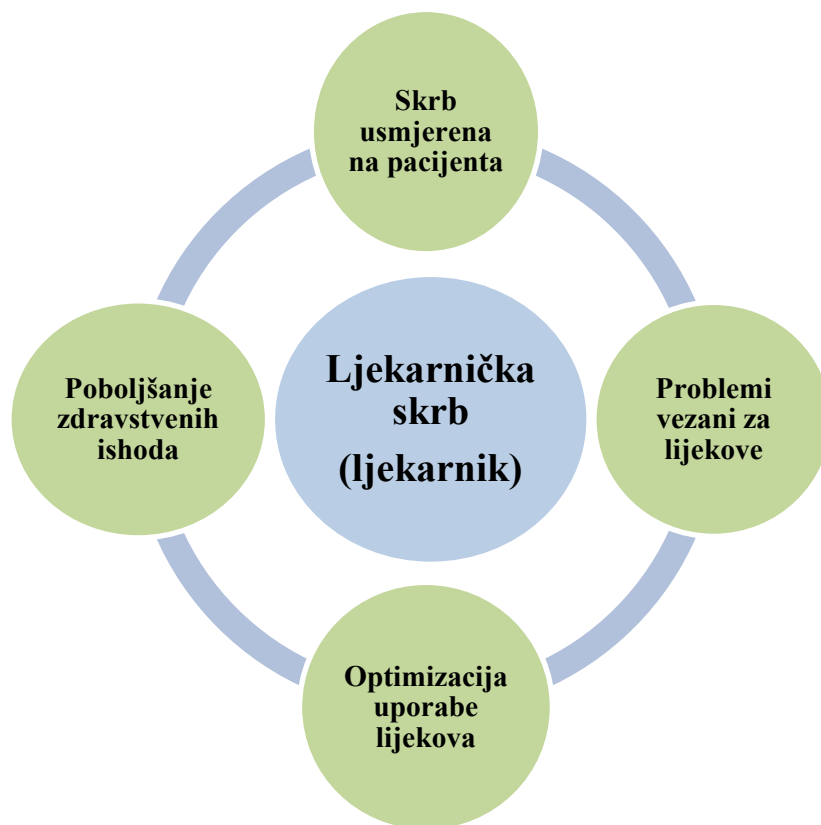 Skrb
usmjerena
na pacijenta
Poboljšanje
zdravstvenih
ishoda
Ljekarnička
skrb
(ljekarnik)
Problemi
vezani za
lijekove
Optimizacija
uporabe
lijekova